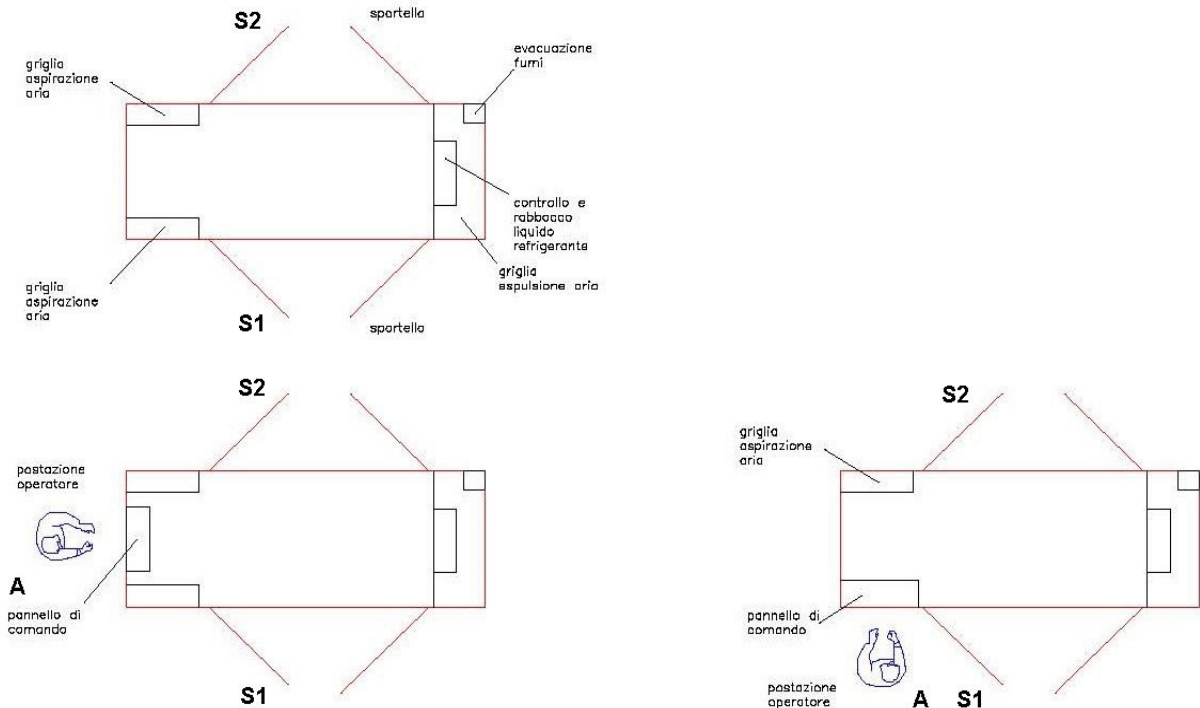 S2
sportello
griglia
aspirazione
aria
evacuazione
fumi
controllo e
rabbocco
liquido
refrigerante
griglia
espulsione aria
griglia
aspirazione
aria
S1
sportello
S2
postazione
operatore
A
pannello di
comando
S1
S2
griglia
aspirazione
aria
pannello di
comando
postazione
operatore
A
S1